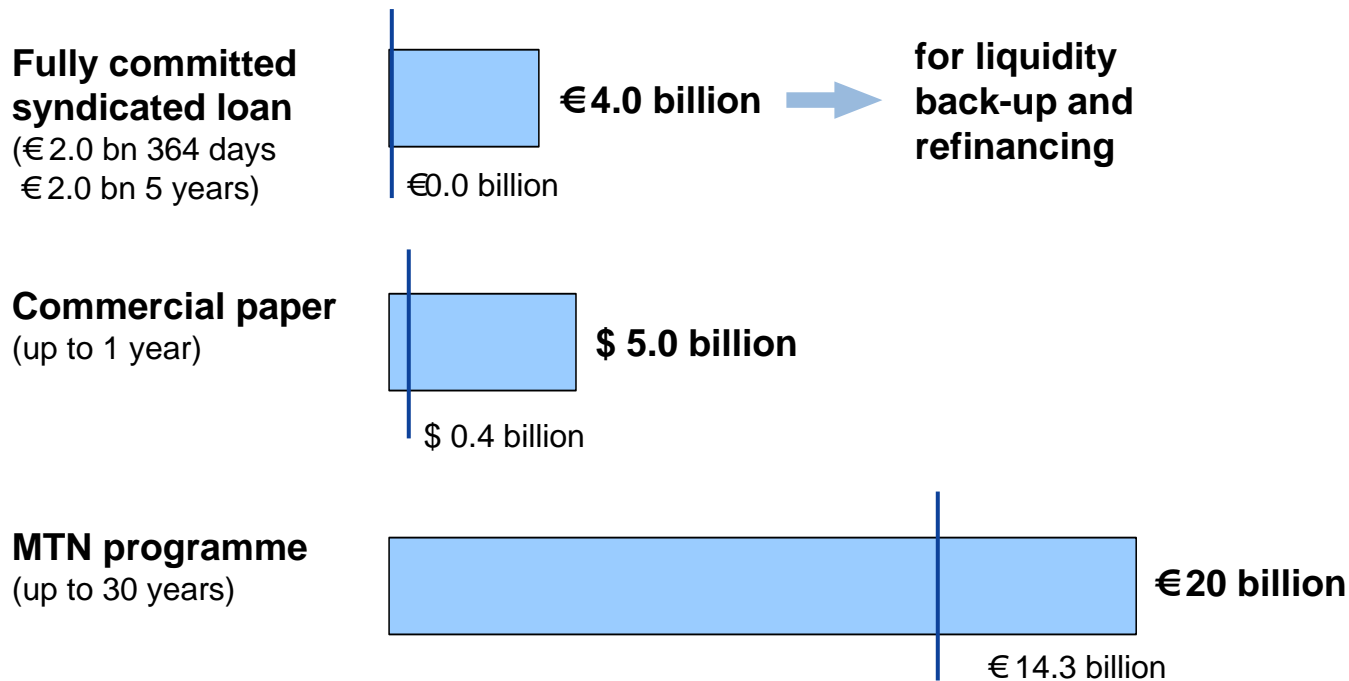 Fully committed
syndicated loan
(€ 2.0 bn 364 days
€ 2.0 bn 5 years)
€ 4.0 billion
for liquidity
back-up and
refinancing
€0.0 billion
Commercial paper
(up to 1 year)
$ 5.0 billion
$ 0.4 billion
MTN programme
(up to 30 years)
€ 20 billion
€ 14.3 billion